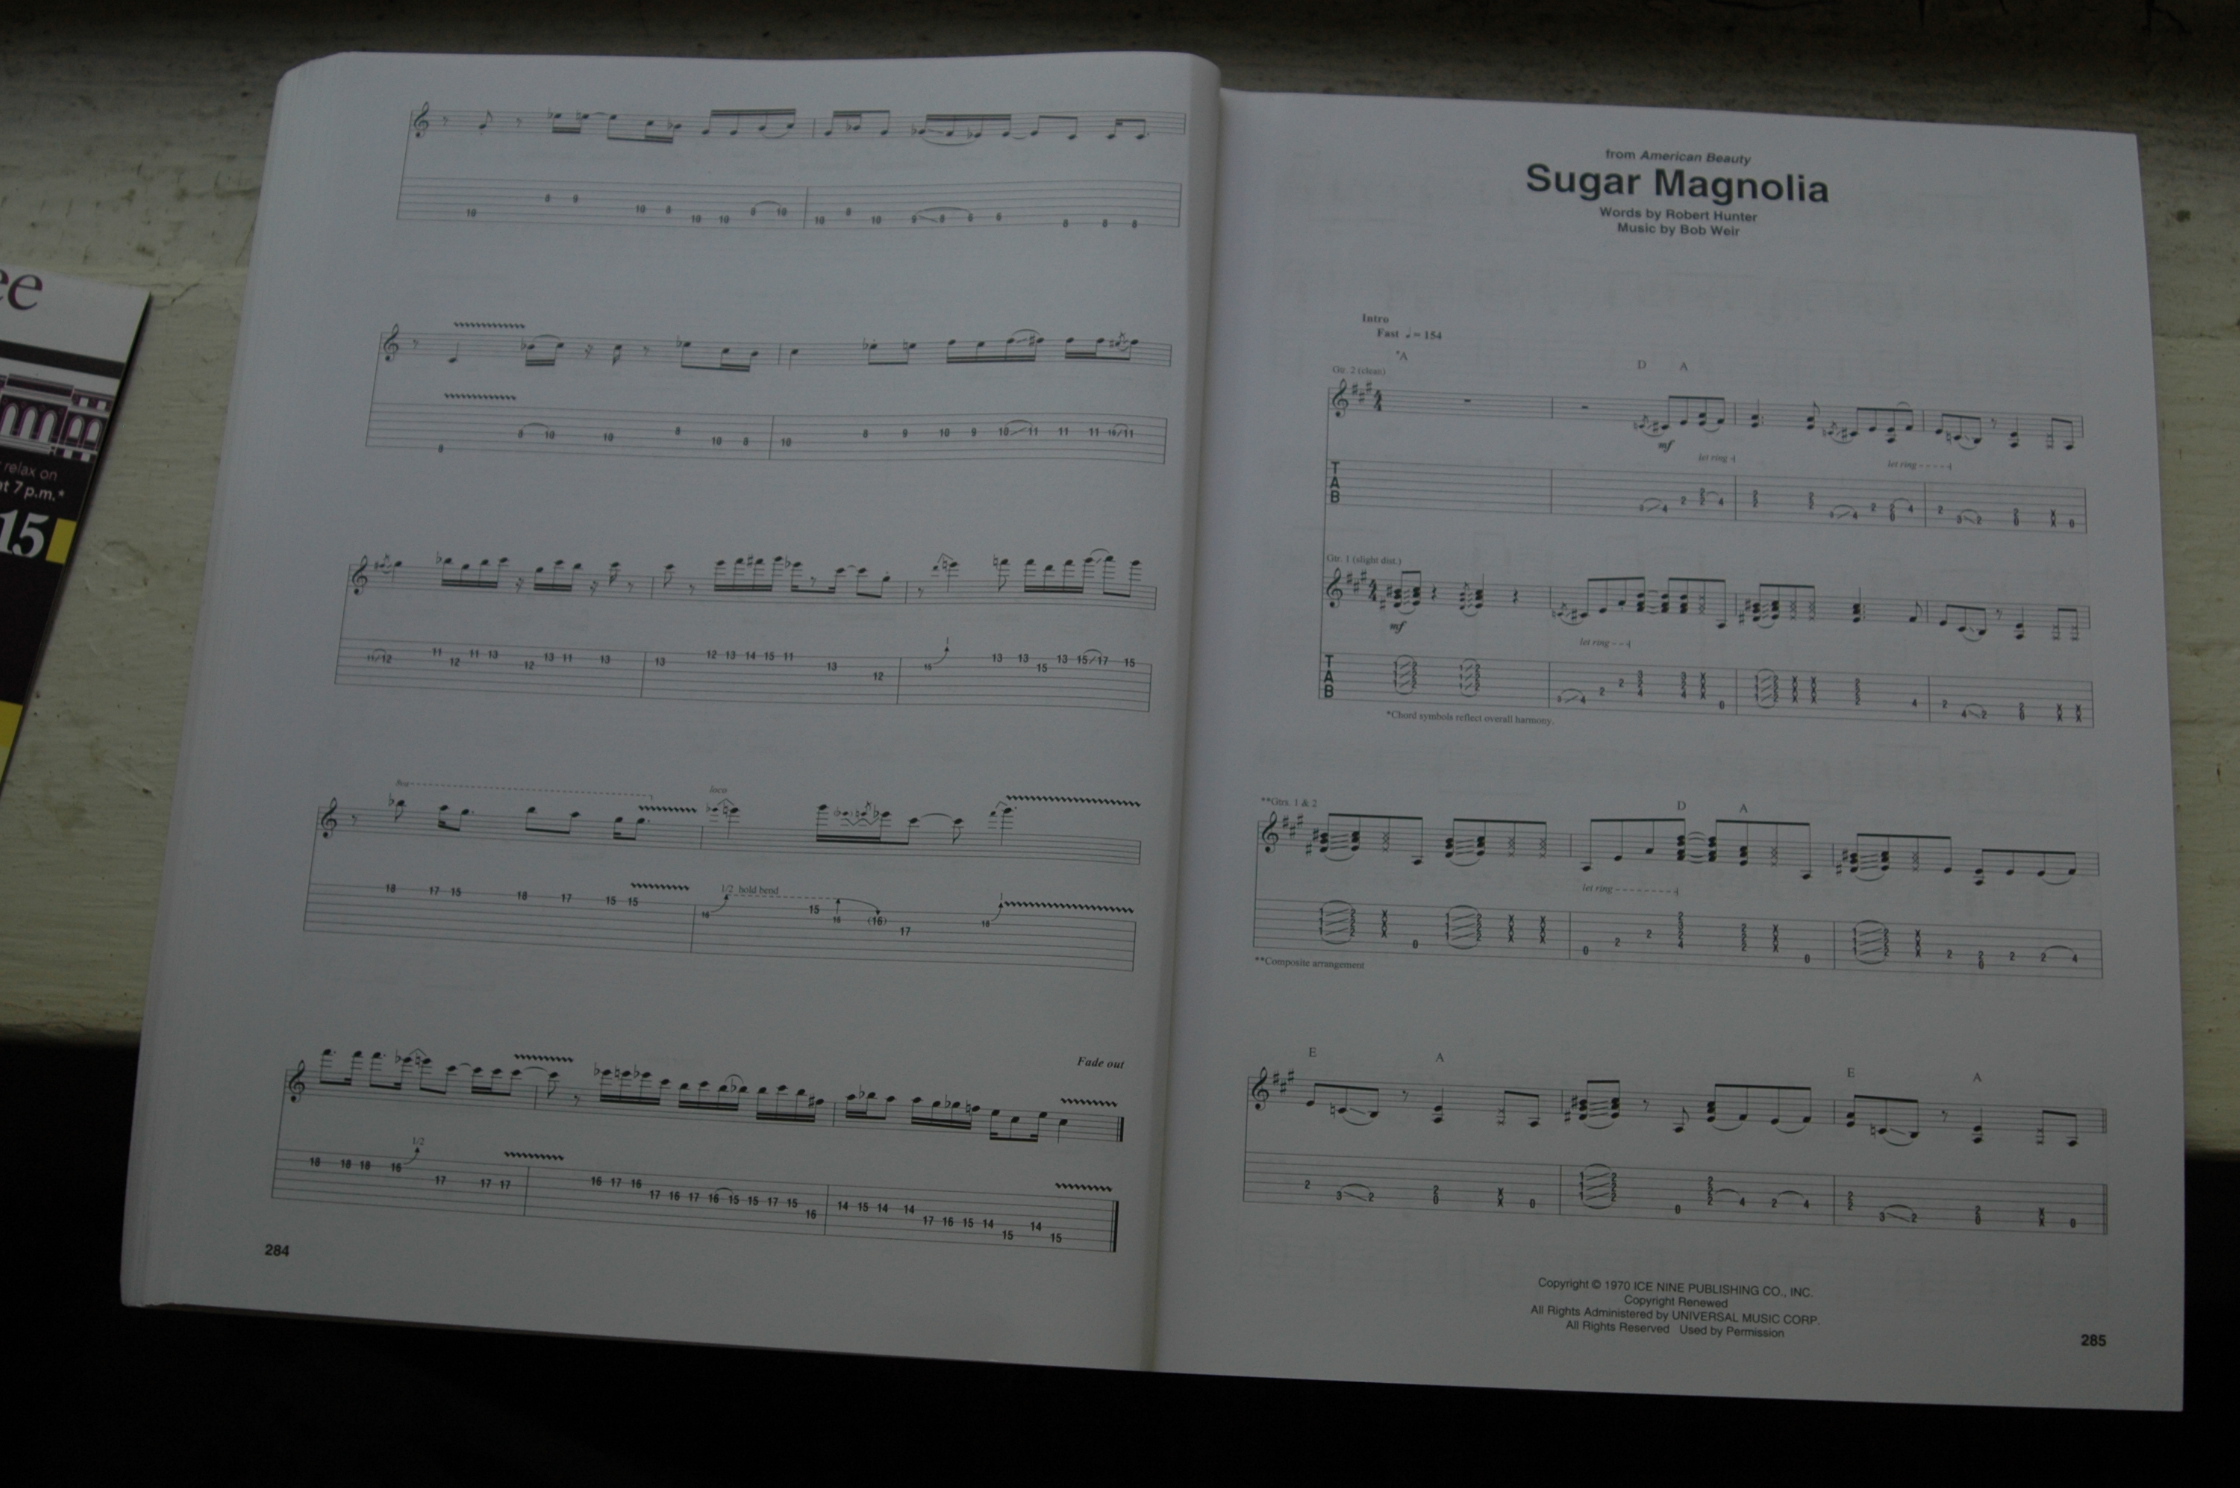 ee
relax on
at 7 p.m.*
15
8va
loco
1/2 hold bend
Fade out
1/2
284
from American Beauty
Sugar Magnolia
Words by Robert Hunter
Music by Bob Weir
Intro
Fast ♩ = 154
*A D A
Gtr. 2 (clean)
mf
let ring let ring
T
A
B
Gtr. 1 (slight dist.)
mf
let ring
T
A
B
*Chord symbols reflect overall harmony.
**Gtrs. 1 & 2
D A
let ring
**Composite arrangement
E A E A
Copyright © 1970 ICE NINE PUBLISHING CO., INC.
Copyright Renewed
All Rights Administered by UNIVERSAL MUSIC CORP.
All Rights Reserved Used by Permission
285